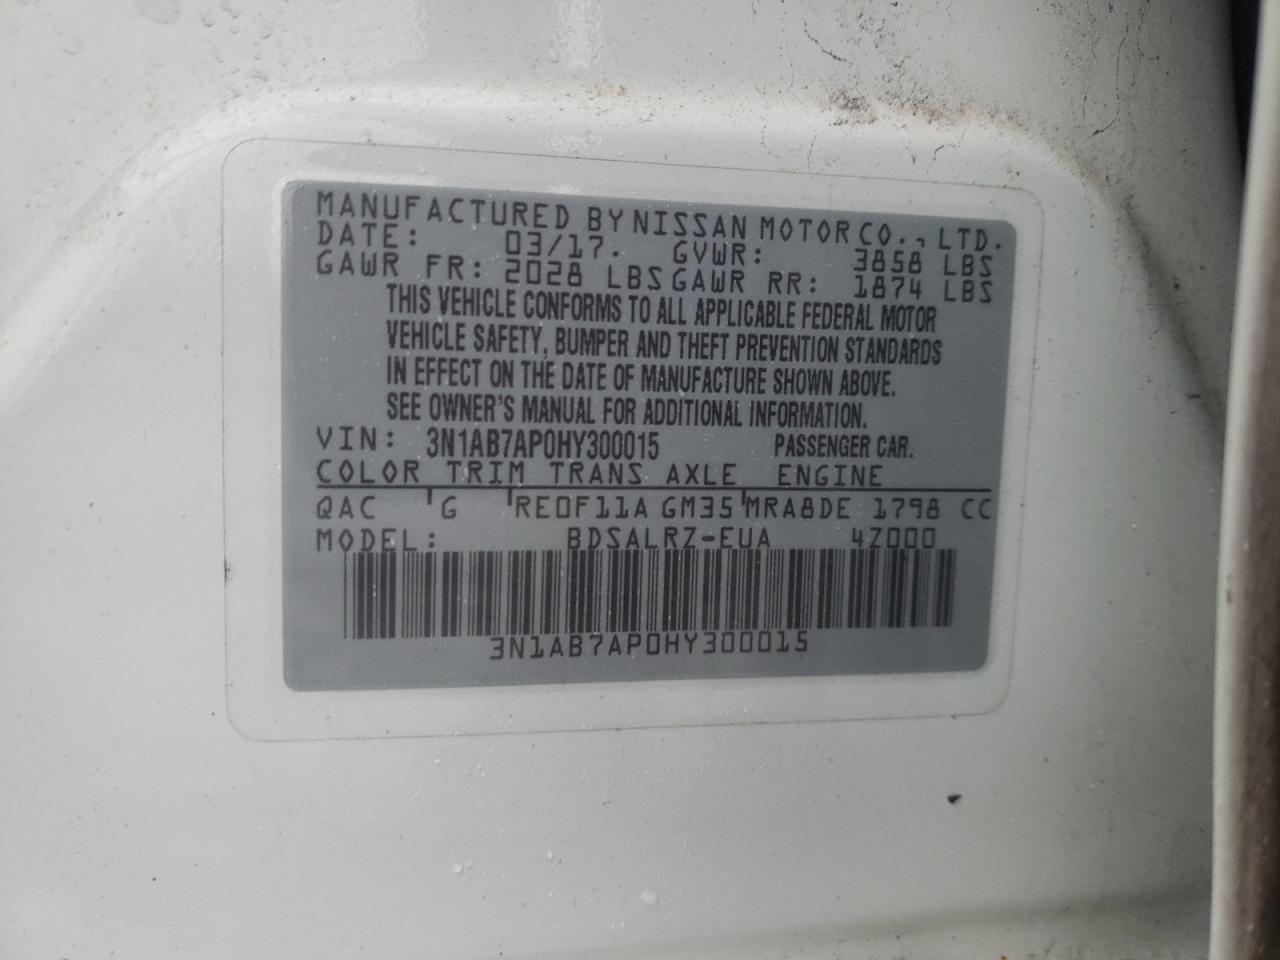 MANUFACTURED BY NISSAN MOTOR CO., LTD.
DATE: 03/17. GVWR: 3858 LBS
GAWR FR: 2028 LBS GAWR RR: 1874 LBS
THIS VEHICLE CONFORMS TO ALL APPLICABLE FEDERAL MOTOR
VEHICLE SAFETY, BUMPER AND THEFT PREVENTION STANDARDS
IN EFFECT ON THE DATE OF MANUFACTURE SHOWN ABOVE.
SEE OWNER'S MANUAL FOR ADDITIONAL INFORMATION.
VIN: 3N1AB7AP0HY300015 PASSENGER CAR.
COLOR TRIM TRANS AXLE ENGINE
QAC G RE0F11A GM35 MRA8DE 1798 CC
MODEL: BDSALRZ-EUA 4Z000
3N1AB7AP0HY300015